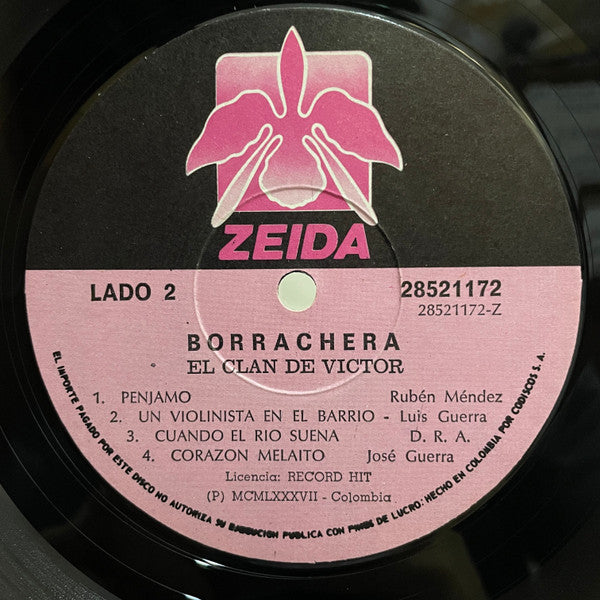 ZEIDA
LADO 2
28521172
28521172-Z
BORRACHERA
EL CLAN DE VICTOR
1. PENJAMO Rubén Méndez
2. UN VIOLINISTA EN EL BARRIO - Luis Guerra
3. CUANDO EL RIO SUENA D. R. A.
4. CORAZON MELAITO José Guerra
Licencia: RECORD HIT
(P) MCMLXXXVII - Colombia
EL IMPORTE PAGADO POR ESTE DISCO NO AUTORIZA SU EJECUCION PUBLICA CON FINES DE LUCRO: HECHO EN COLOMBIA POR CODISCOS S. A.